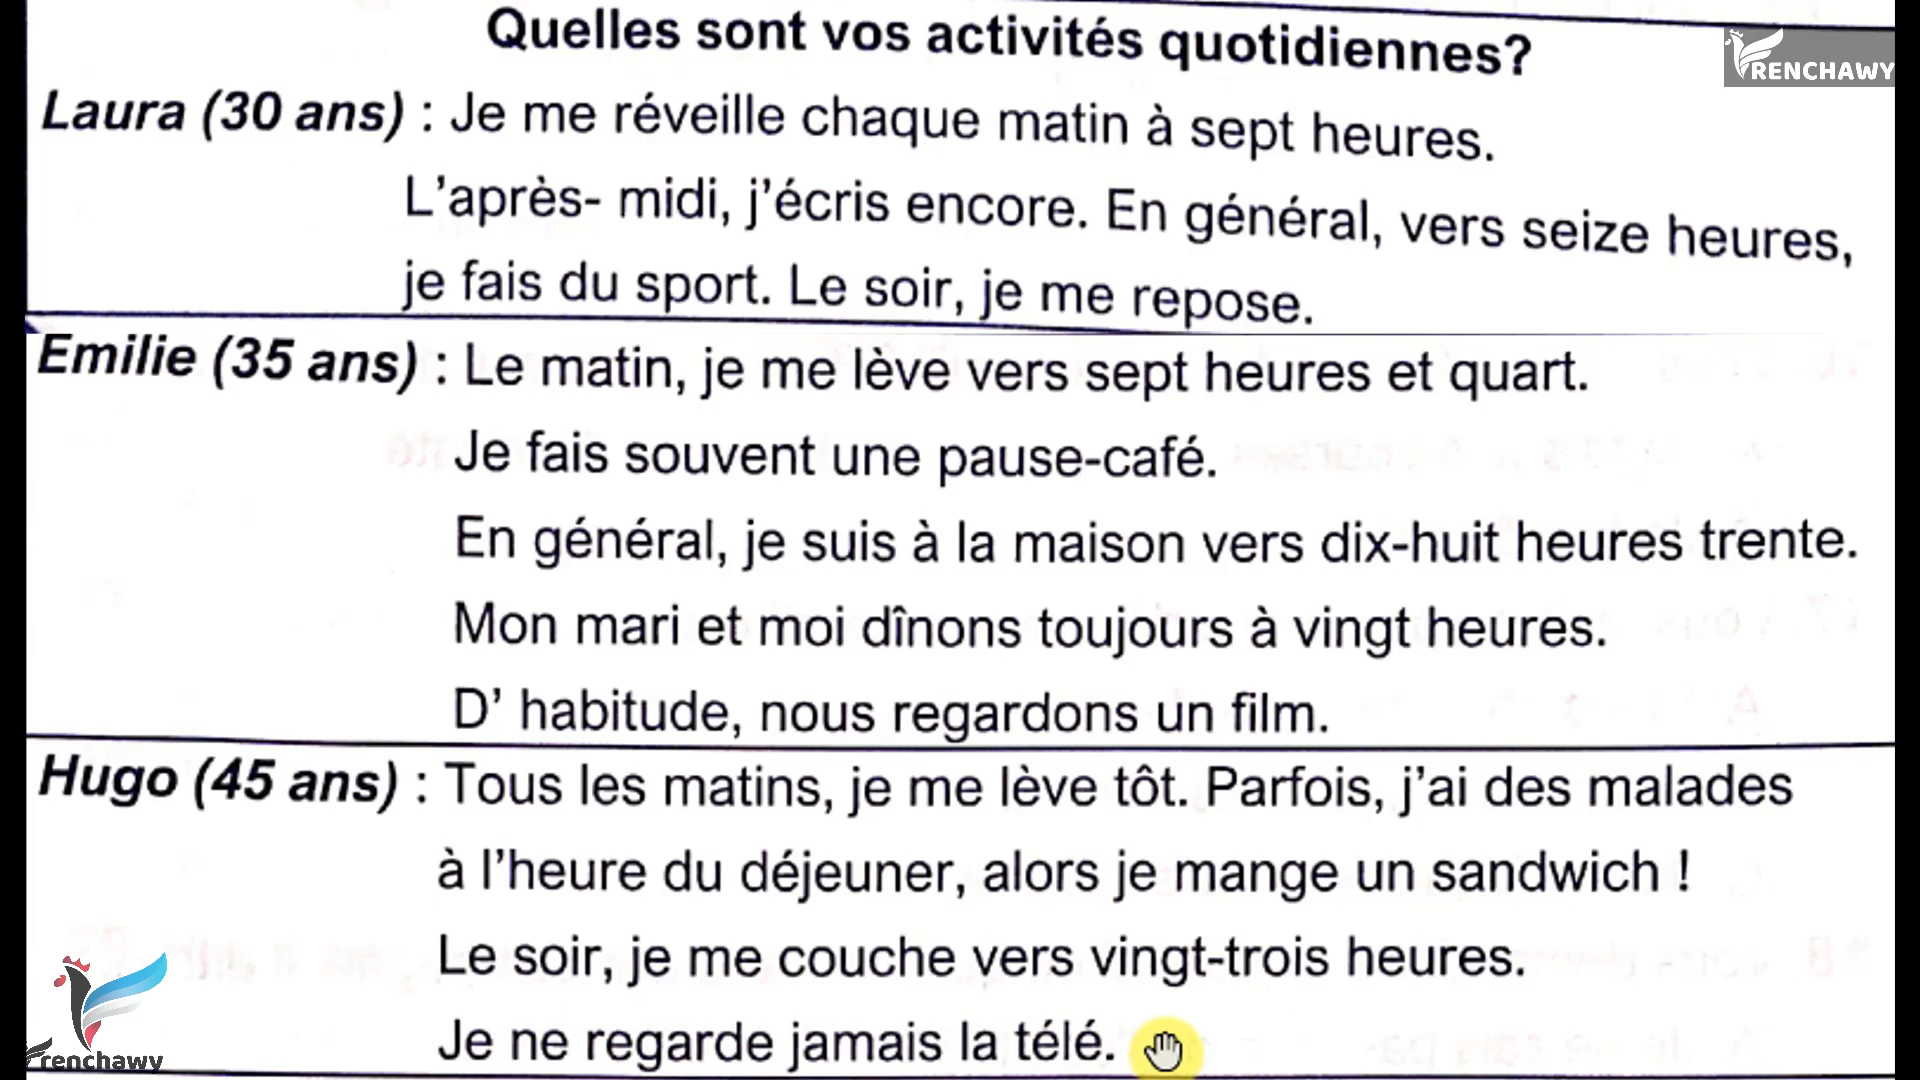 Quelles sont vos activités quotidiennes?
RENCHAWY
Laura (30 ans) : Je me réveille chaque matin à sept heures.
L'après- midi, j'écris encore. En général, vers seize heures,
je fais du sport. Le soir, je me repose.
Emilie (35 ans) : Le matin, je me lève vers sept heures et quart.
Je fais souvent une pause-café.
En général, je suis à la maison vers dix-huit heures trente.
Mon mari et moi dînons toujours à vingt heures.
D' habitude, nous regardons un film.
Hugo (45 ans) : Tous les matins, je me lève tôt. Parfois, j'ai des malades
à l'heure du déjeuner, alors je mange un sandwich !
Le soir, je me couche vers vingt-trois heures.
Je ne regarde jamais la télé.
Frenchawy